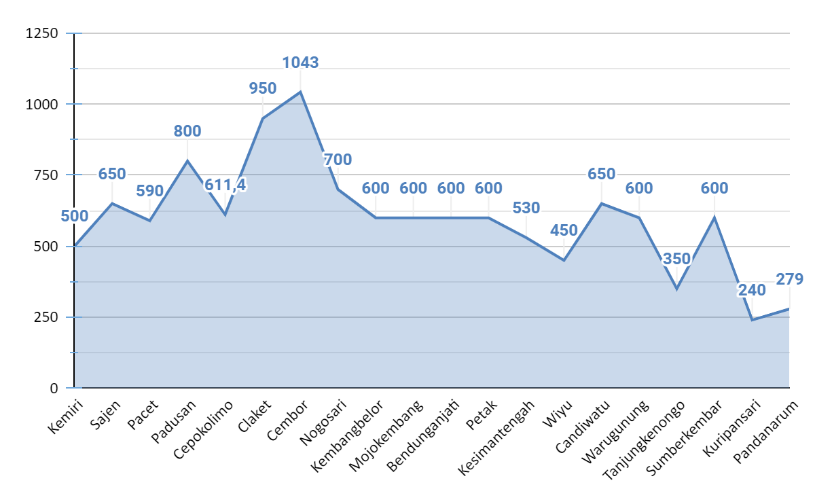 1250
1000
750
500
250
0
500
650
590
800
611,4
950
1043
700
600
600
600
600
530
450
650
600
350
600
240
279
Kemiri
Sajen
Pacet
Padusan
Cepokolimo
Claket
Cembor
Nogosari
Kembangbelor
Mojokembang
Bendunganjati
Petak
Kesimantengah
Wiyu
Candiwatu
Warugunung
Tanjungkenongo
Sumberkembar
Kuripansari
Pandanarum